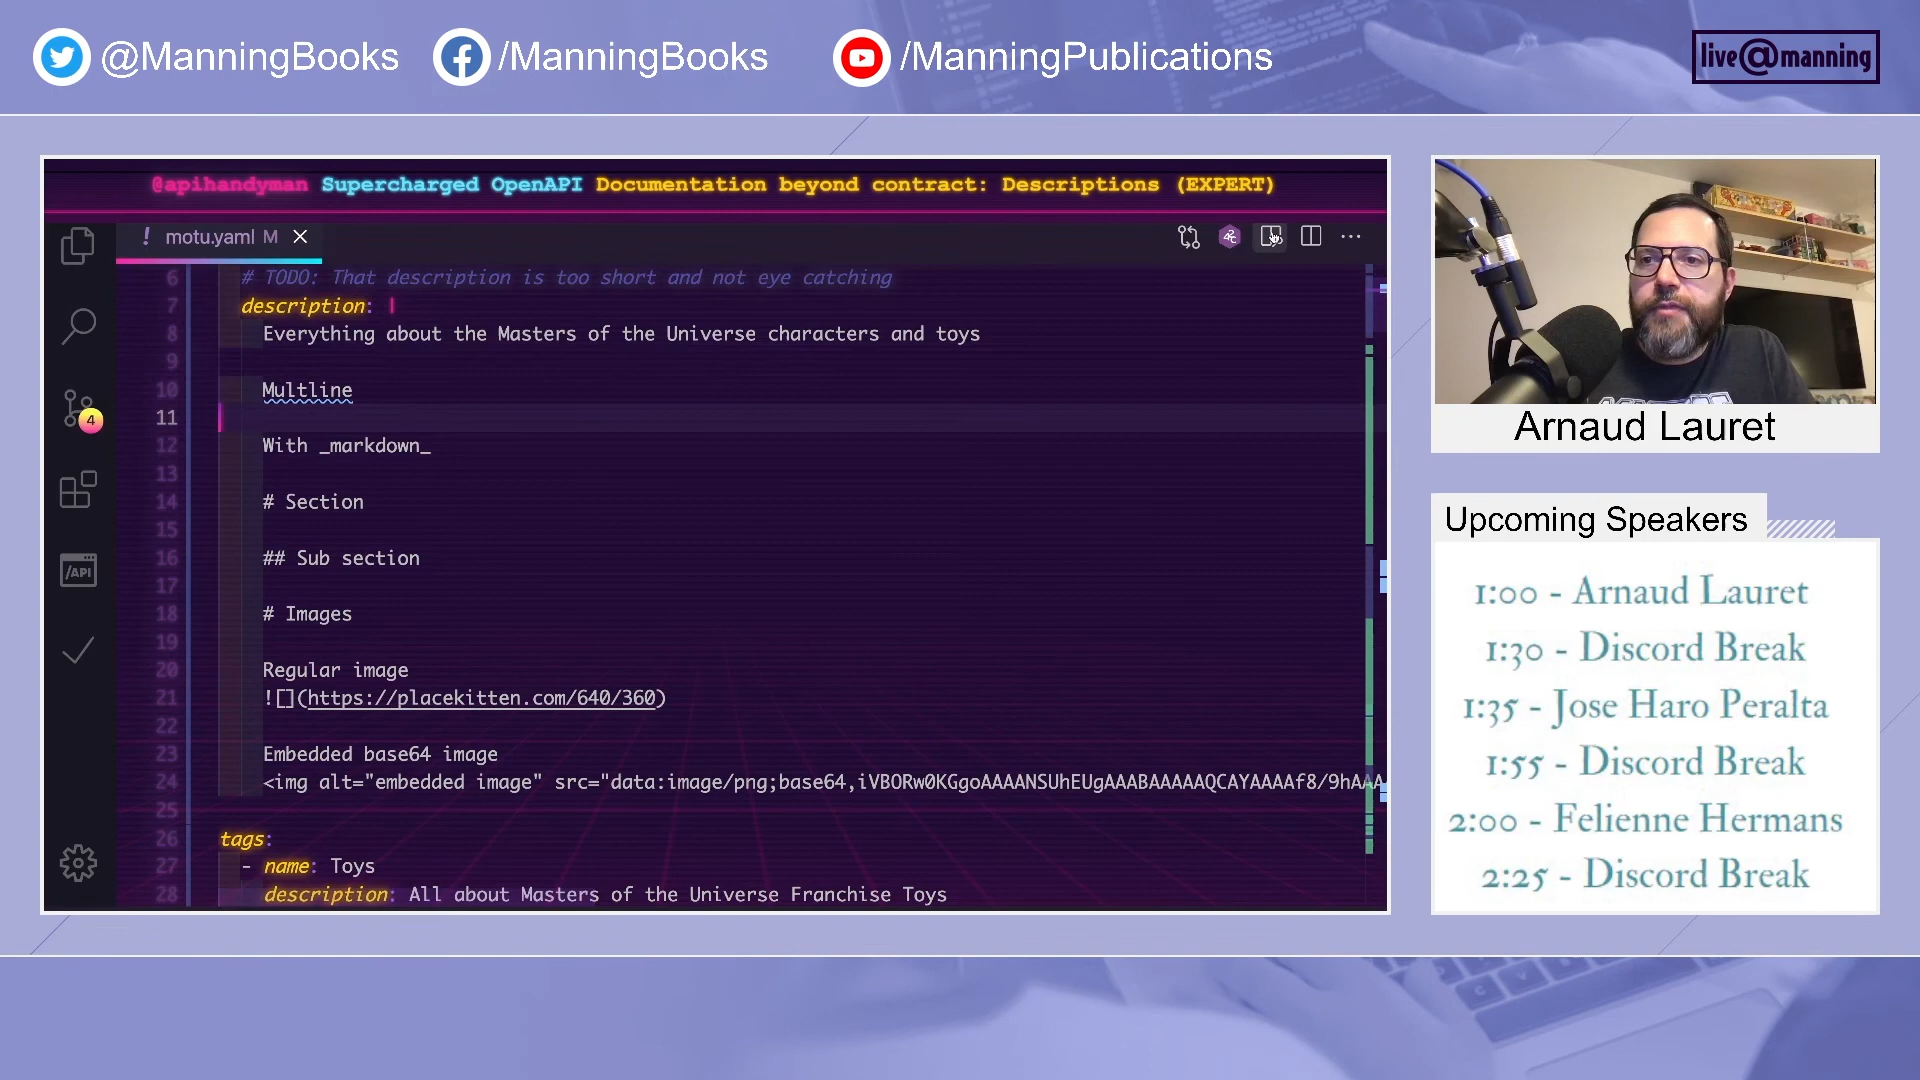 @ManningBooks
/ManningBooks
/ManningPublications
live@manning
@apihandyman Supercharged OpenAPI Documentation beyond contract: Descriptions (EXPERT)
! motu.yaml M
6 # TODO: That description is too short and not eye catching
7 description: |
8 Everything about the Masters of the Universe characters and toys
9
10 Multline
11
12 With _markdown_
13
14 # Section
15
16 ## Sub section
17
18 # Images
19
20 Regular image
21 ![](https://placekitten.com/640/360)
22
23 Embedded base64 image
24 <img alt="embedded image" src="data:image/png;base64,iVBORw0KGgoAAAANSUhEUgAAABAAAAAQCAYAAAAf8/9hAAA
25
26 tags:
27 - name: Toys
28 description: All about Masters of the Universe Franchise Toys
4
/API
Arnaud Lauret
Upcoming Speakers
1:00 - Arnaud Lauret
1:30 - Discord Break
1:35 - Jose Haro Peralta
1:55 - Discord Break
2:00 - Felienne Hermans
2:25 - Discord Break